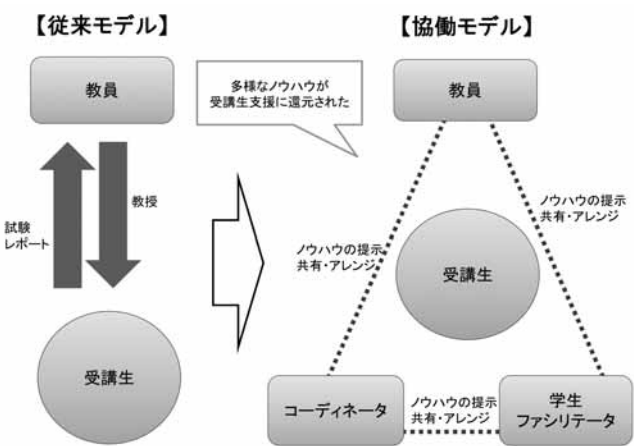 【従来モデル】
教員
試験
レポート
教授
受講生
多様なノウハウが
受講生支援に還元された
【協働モデル】
教員
ノウハウの提示
共有・アレンジ
ノウハウの提示
共有・アレンジ
受講生
コーディネータ
ノウハウの提示
共有・アレンジ
学生
ファシリテータ